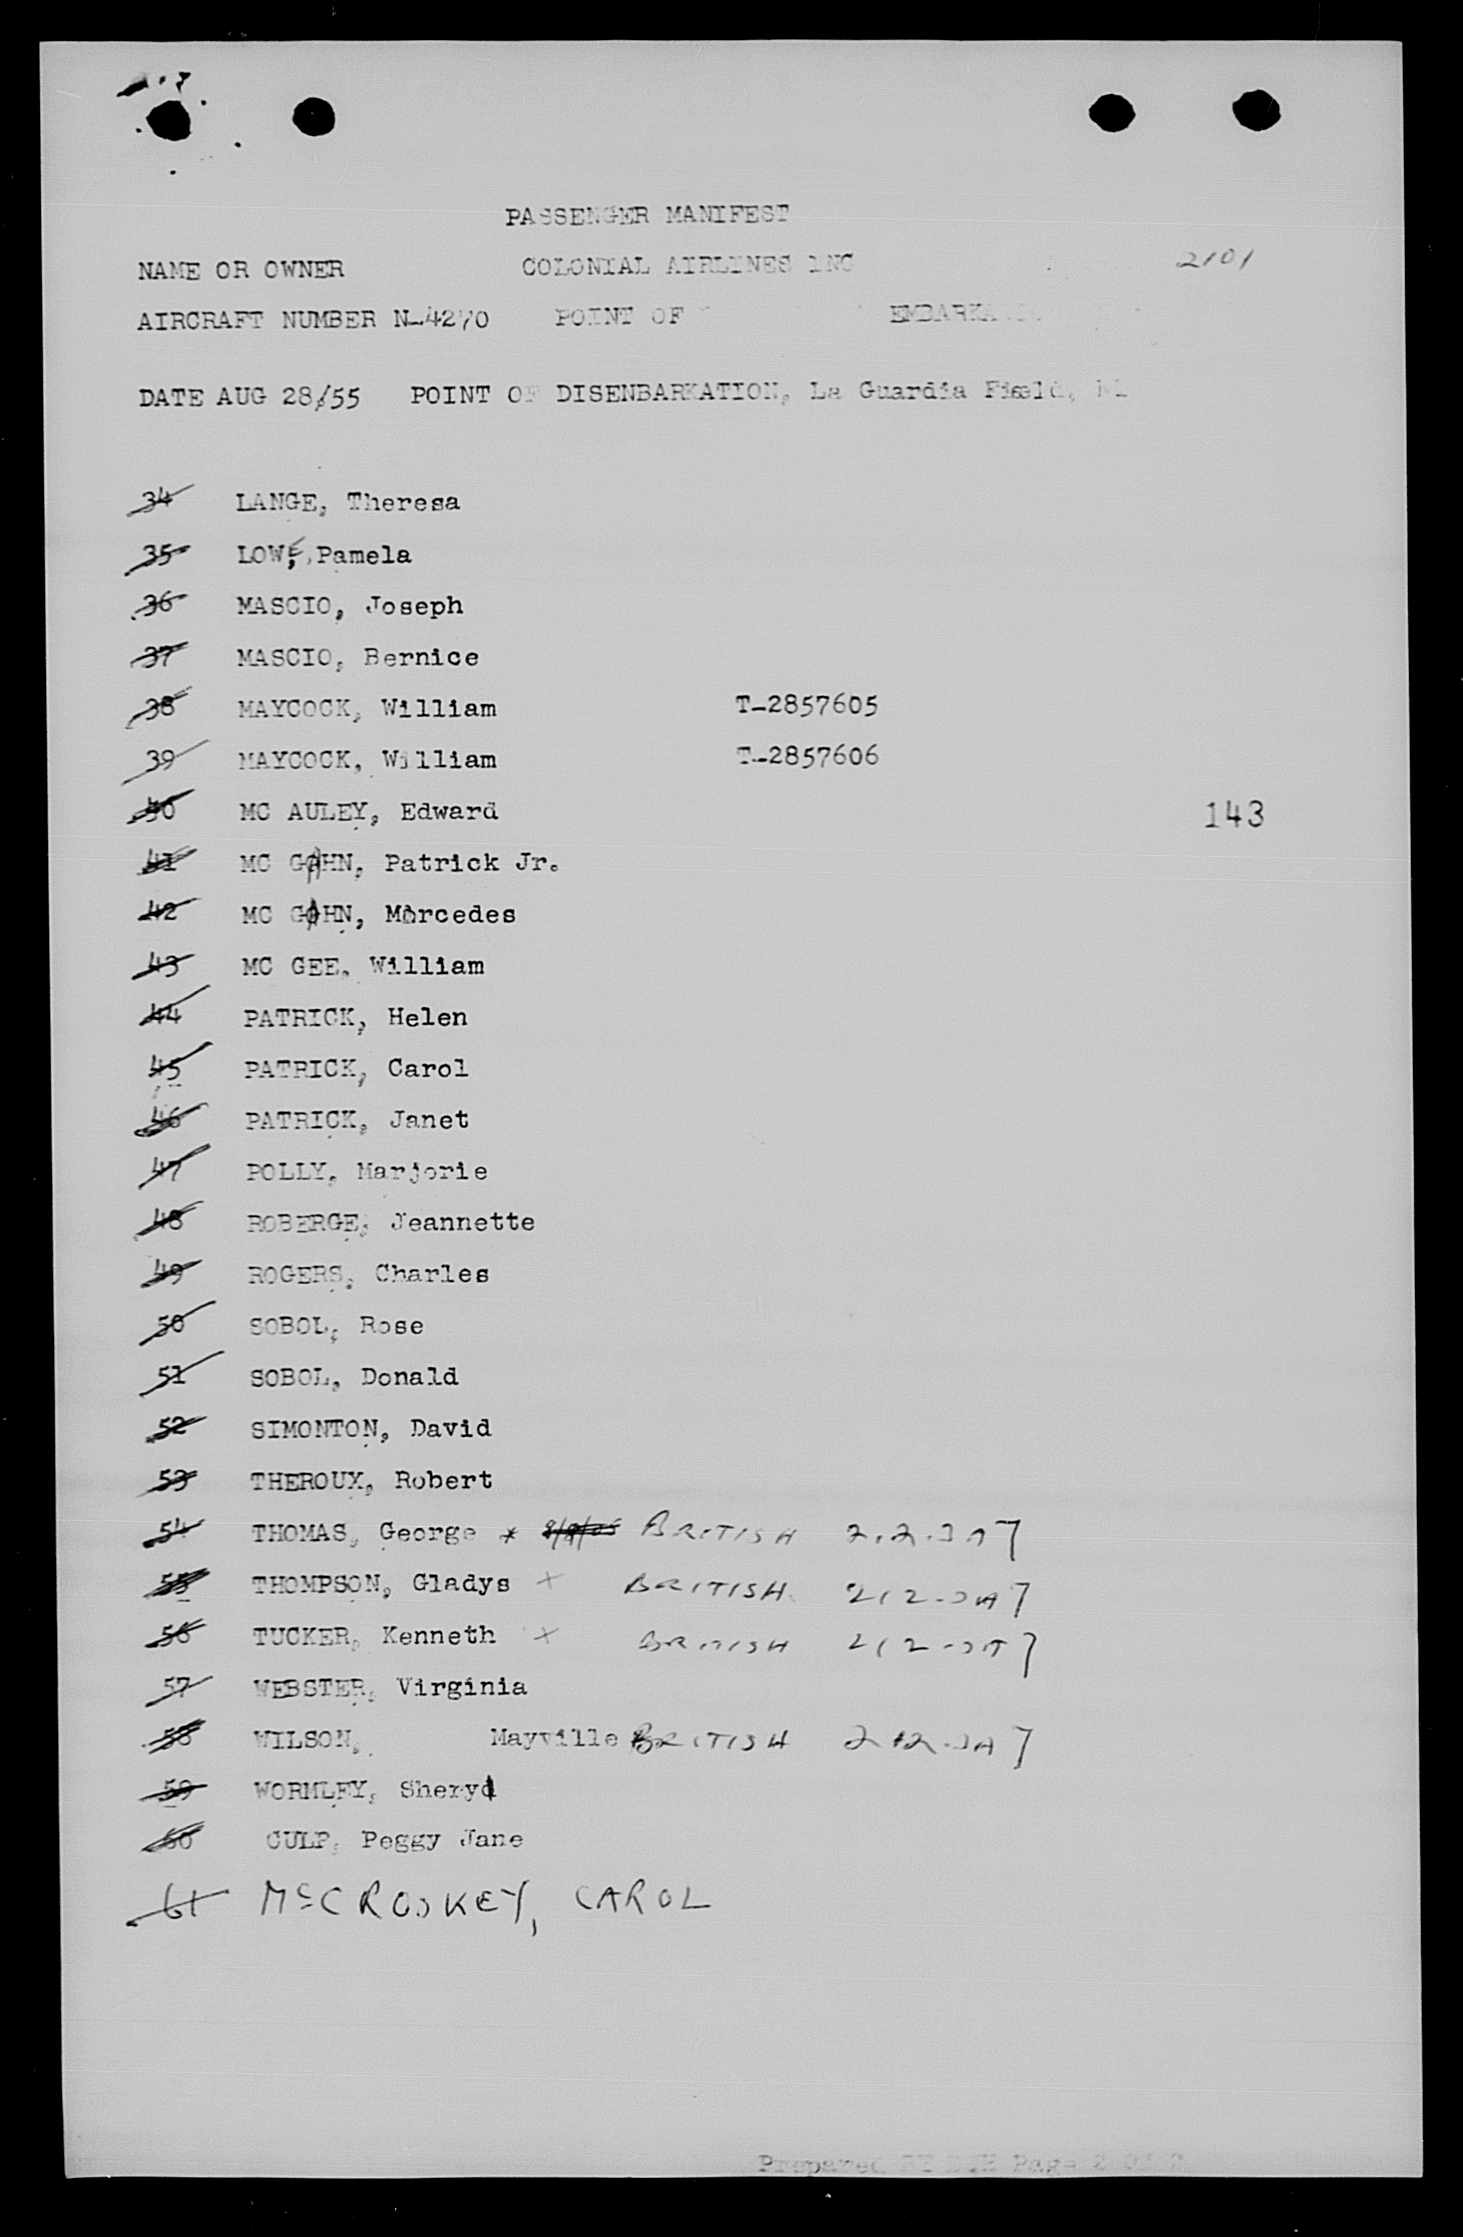 PASSENGER MANIFEST
NAME OR OWNER COLONIAL AIRLINES INC 2101
AIRCRAFT NUMBER N-4270 POINT OF EMBARKA
DATE AUG 28/55 POINT OF DISENBARKATION, La Guardia Field,
34 LANGE, Theresa
35 LOWE, Pamela
36 MASCIO, Joseph
37 MASCIO, Bernice
38 MAYCOCK, William T-2857605
39 MAYCOCK, William T-2857606
40 MC AULEY, Edward 143
41 MC GAHN, Patrick Jr.
42 MC GAHN, Mercedes
43 MC GEE, William
44 PATRICK, Helen
45 PATRICK, Carol
46 PATRICK, Janet
47 POLLY, Marjorie
48 ROBERGE, Jeannette
49 ROGERS, Charles
50 SOBOL, Rose
51 SOBOL, Donald
52 SIMONTON, David
53 THEROUX, Robert
54 THOMAS, George x BRITISH
55 THOMPSON, Gladys x BRITISH
56 TUCKER, Kenneth x BRITISH
57 WEBSTER, Virginia
58 WILSON, Mayville BRITISH
59 WORMLEY, Sheryl
60 CULP, Peggy Jane
61 McCROSKEY, CAROL
Prepared Page 2